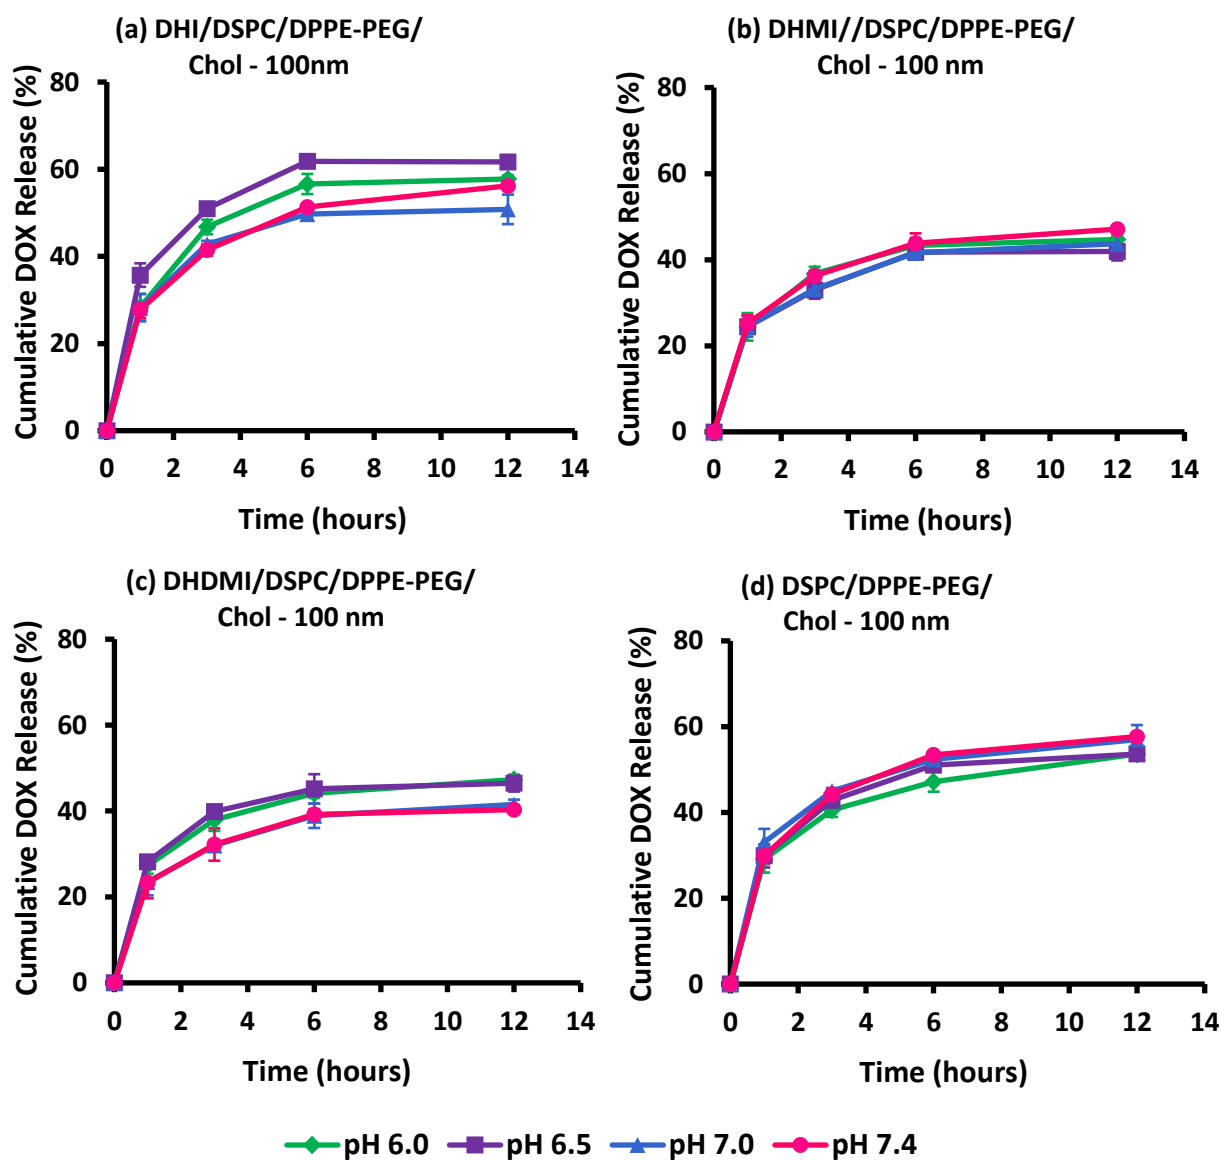 (a) DHI/DSPC/DPPE-PEG/
Chol - 100nm
Cumulative DOX Release (%)
80
60
40
20
0
0 2 4 6 8 10 12 14
Time (hours)
(b) DHMI//DSPC/DPPE-PEG/
Chol - 100 nm
Cumulative DOX Release (%)
80
60
40
20
0
0 2 4 6 8 10 12 14
Time (hours)
(c) DHDMI/DSPC/DPPE-PEG/
Chol - 100 nm
Cumulative DOX Release (%)
80
60
40
20
0
0 2 4 6 8 10 12 14
Time (hours)
(d) DSPC/DPPE-PEG/
Chol - 100 nm
Cumulative DOX Release (%)
80
60
40
20
0
0 2 4 6 8 10 12 14
Time (hours)
pH 6.0 pH 6.5 pH 7.0 pH 7.4